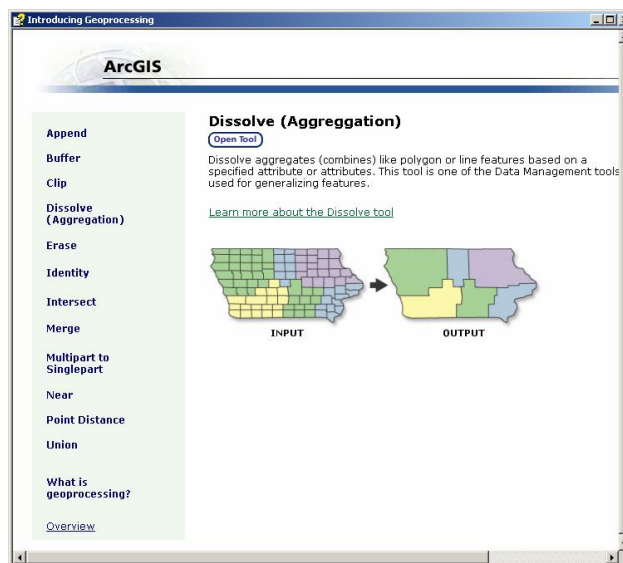 Introducing Geoprocessing
ArcGIS
Append
Buffer
Clip
Dissolve
(Aggregation)
Erase
Identity
Intersect
Merge
Multipart to
Singlepart
Near
Point Distance
Union
What is
geoprocessing?
Overview
Dissolve (Aggreggation)
Open Tool
Dissolve aggregates (combines) like polygon or line features based on a
specified attribute or attributes. This tool is one of the Data Management tools
used for generalizing features.
Learn more about the Dissolve tool
INPUT
OUTPUT